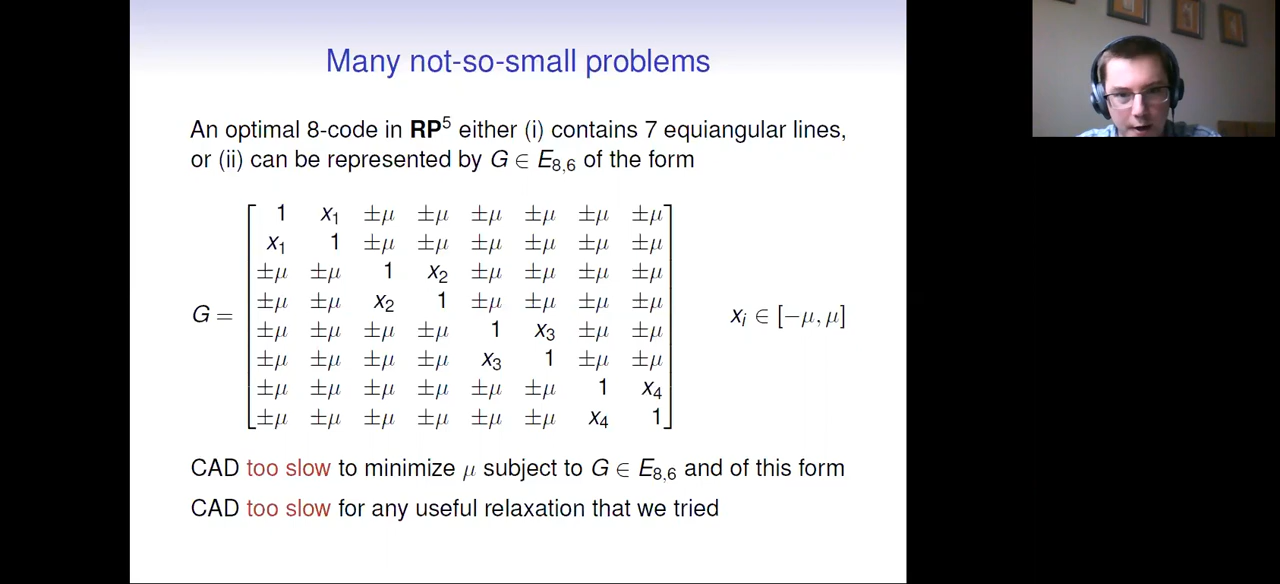 Many not-so-small problems
An optimal 8-code in RP⁵ either (i) contains 7 equiangular lines,
or (ii) can be represented by G ∈ E₈,₆ of the form
1 x₁ ±μ ±μ ±μ ±μ ±μ ±μ
x₁ 1 ±μ ±μ ±μ ±μ ±μ ±μ
±μ ±μ 1 x₂ ±μ ±μ ±μ ±μ
±μ ±μ x₂ 1 ±μ ±μ ±μ ±μ
G = xᵢ ∈ [−μ, μ]
±μ ±μ ±μ ±μ 1 x₃ ±μ ±μ
±μ ±μ ±μ ±μ x₃ 1 ±μ ±μ
±μ ±μ ±μ ±μ ±μ ±μ 1 x₄
±μ ±μ ±μ ±μ ±μ ±μ x₄ 1
CAD too slow to minimize μ subject to G ∈ E₈,₆ and of this form
CAD too slow for any useful relaxation that we tried